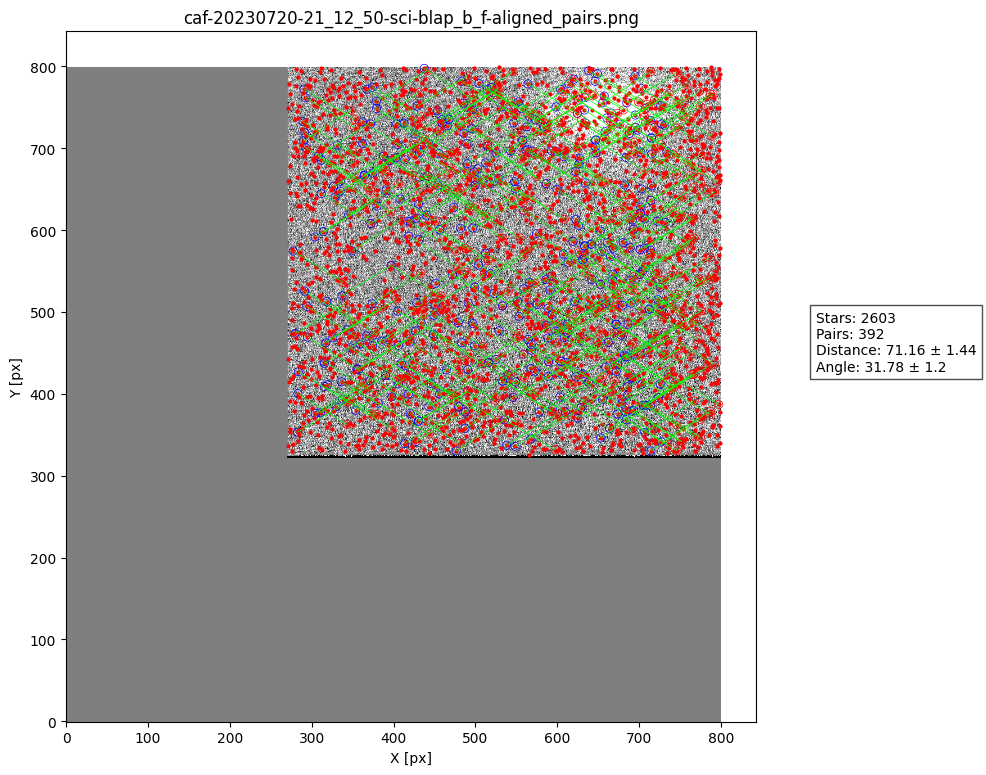 caf-20230720-21_12_50-sci-blap_b_f-aligned_pairs.png
800
700
600
500
400
300
200
100
0
Y [px]
0 100 200 300 400 500 600 700 800
X [px]
Stars: 2603
Pairs: 392
Distance: 71.16 ± 1.44
Angle: 31.78 ± 1.2